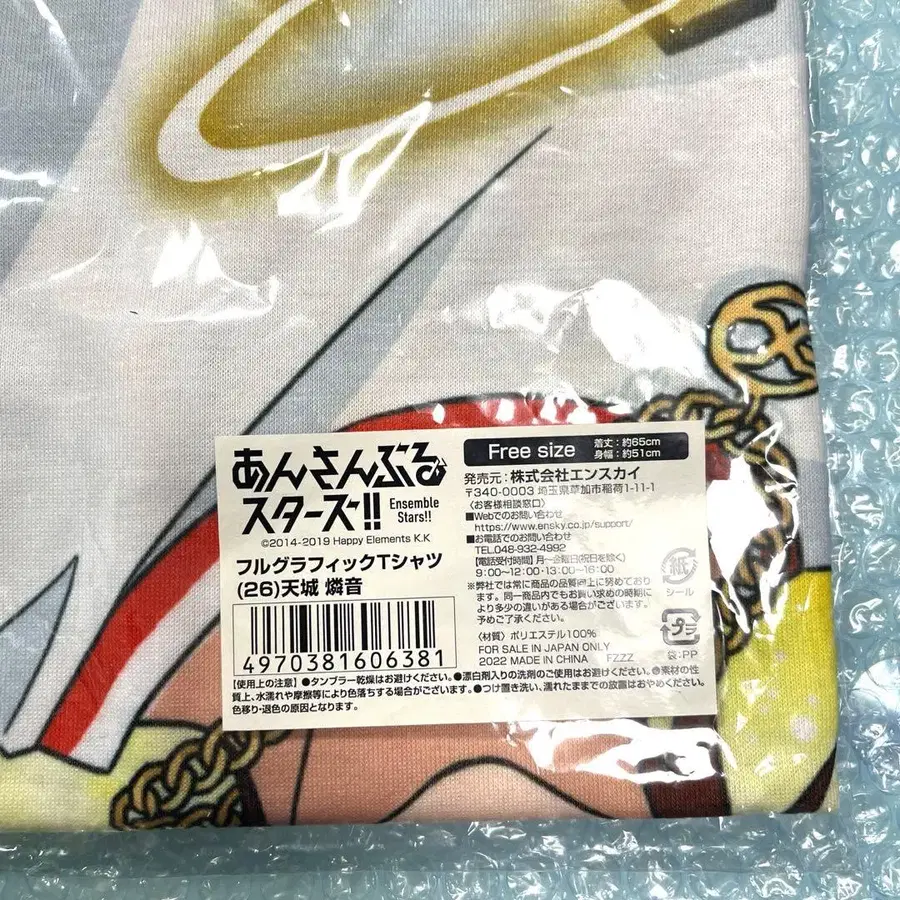 あんさんぶる
スターズ!!
Ensemble
Stars!!
©2014-2019 Happy Elements K.K
フルグラフィックTシャツ
(26)天城 燐音
4970381606381
Free size
着丈：約65cm
身幅：約51cm
発売元：株式会社エンスカイ
〒340-0003 埼玉県草加市稲荷1-11-1
〈お客様相談窓口〉
■Webでのお問い合わせ
https://www.ensky.co.jp/support/
■お電話でのお問い合わせ
TEL.048-932-4992
【電話受付時間】月～金曜日(祝日を除く)
9：00～12：00・13：00～16：00
※弊社では常に商品の品質向上に努めており
ます。同一商品内でもお買い求めの時期に
より多少の違いがある場合がございます。
予めご了承ください。
〈材質〉ポリエステル100%
FOR SALE IN JAPAN ONLY
2022 MADE IN CHINA FZZZ
紙
シール
プラ
袋：PP
【使用上の注意】●タンブラー乾燥はお避けください。●漂白剤入りの洗剤のご使用はお避けください。●素材の性
質上、水濡れや摩擦等により色落ちする場合がございます。●つけ置き洗い、濡れたままでの放置はおやめください。
色移り・退色の原因となります。